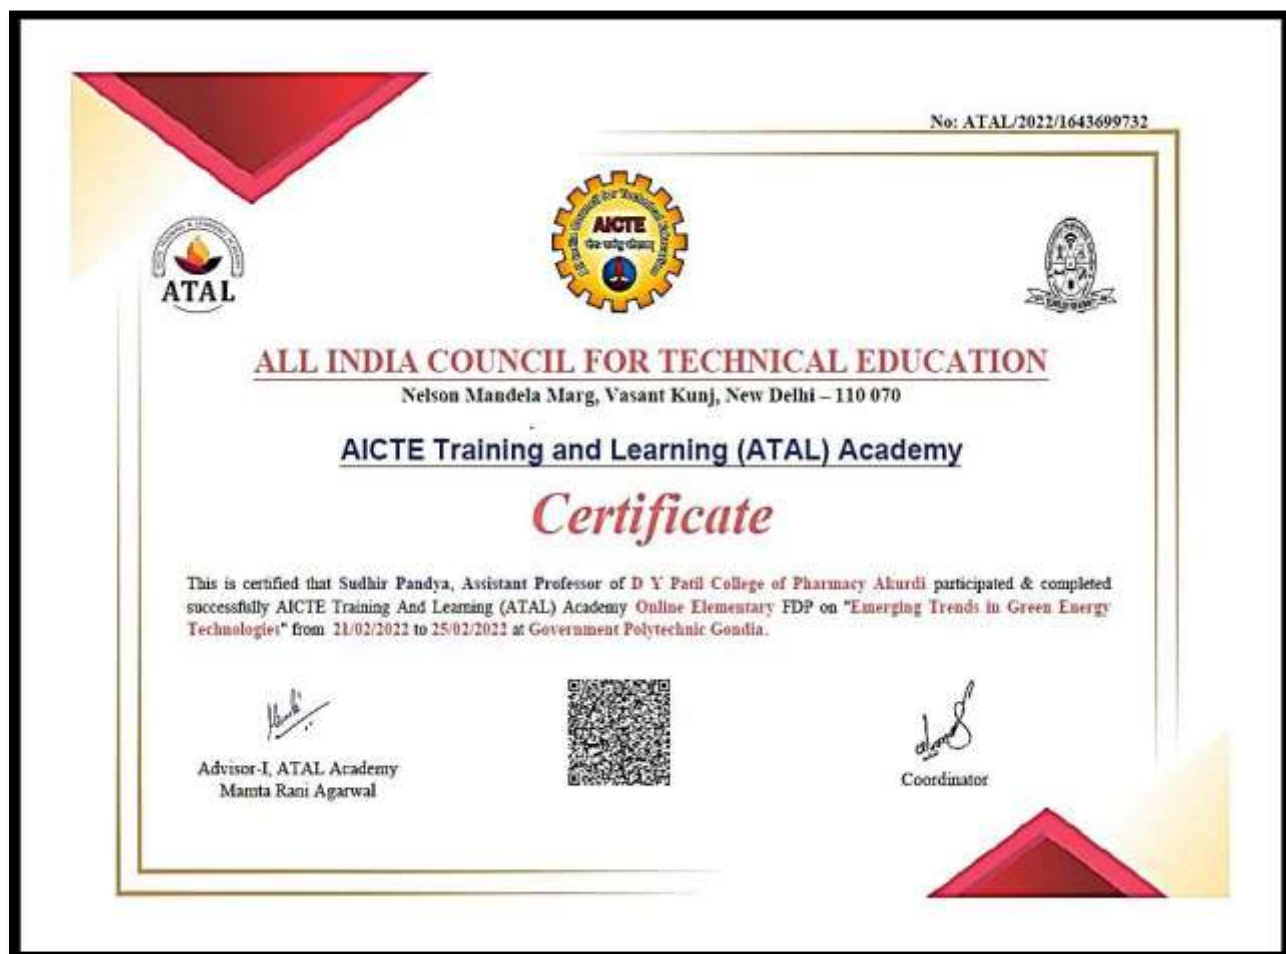 No: ATAL/2022/1643699732
AICTE
ATAL
ALL INDIA COUNCIL FOR TECHNICAL EDUCATION
Nelson Mandela Marg, Vasant Kunj, New Delhi – 110 070
AICTE Training and Learning (ATAL) Academy
Certificate
This is certified that Sudhir Pandya, Assistant Professor of D Y Patil College of Pharmacy Akurdi participated & completed
successfully AICTE Training And Learning (ATAL) Academy Online Elementary FDP on "Emerging Trends in Green Energy
Technologies" from 21/02/2022 to 25/02/2022 at Government Polytechnic Gondia.
Advisor-I, ATAL Academy
Mamta Rani Agarwal
Coordinator